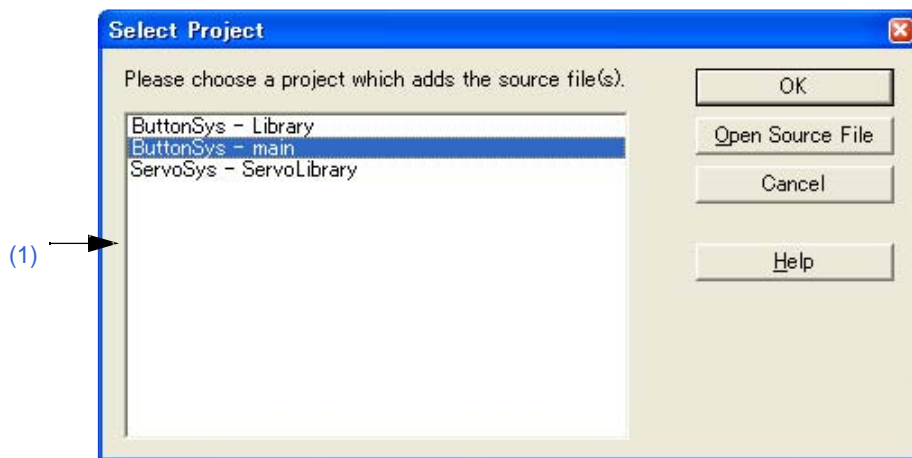 Select Project
Please choose a project which adds the source file(s).
OK
ButtonSys - Library
ButtonSys - main
Open Source File
ServoSys - ServoLibrary
Cancel
(1)
Help